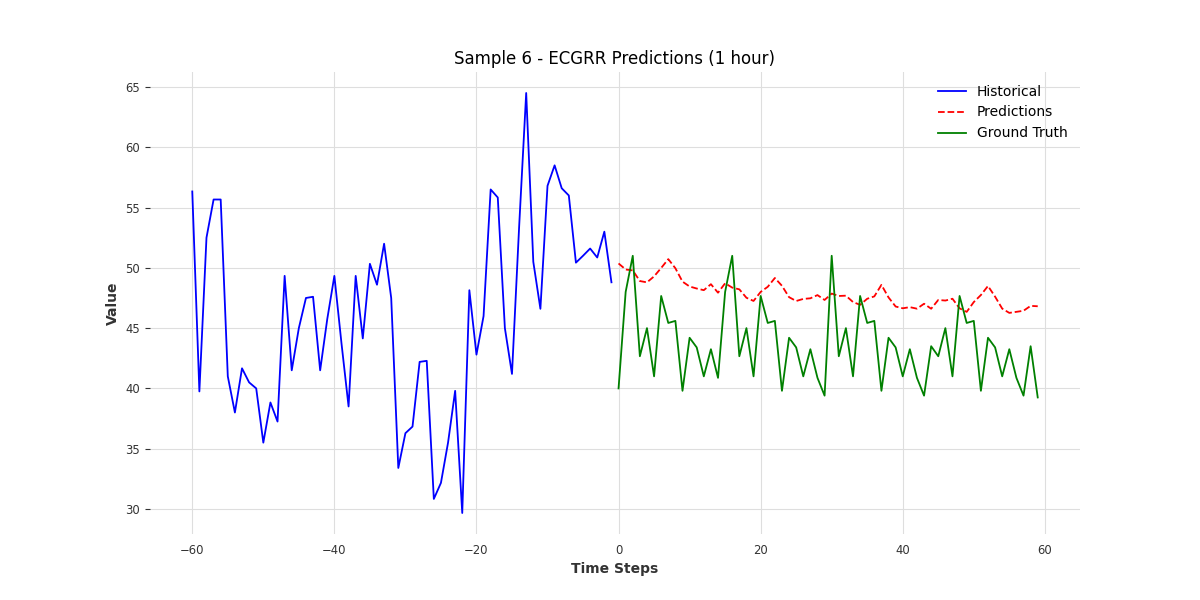 Sample 6 - ECGRR Predictions (1 hour)
Historical
Predictions
Ground Truth
65
60
55
50
45
40
35
30
Value
−60
−40
−20
0
20
40
60
Time Steps